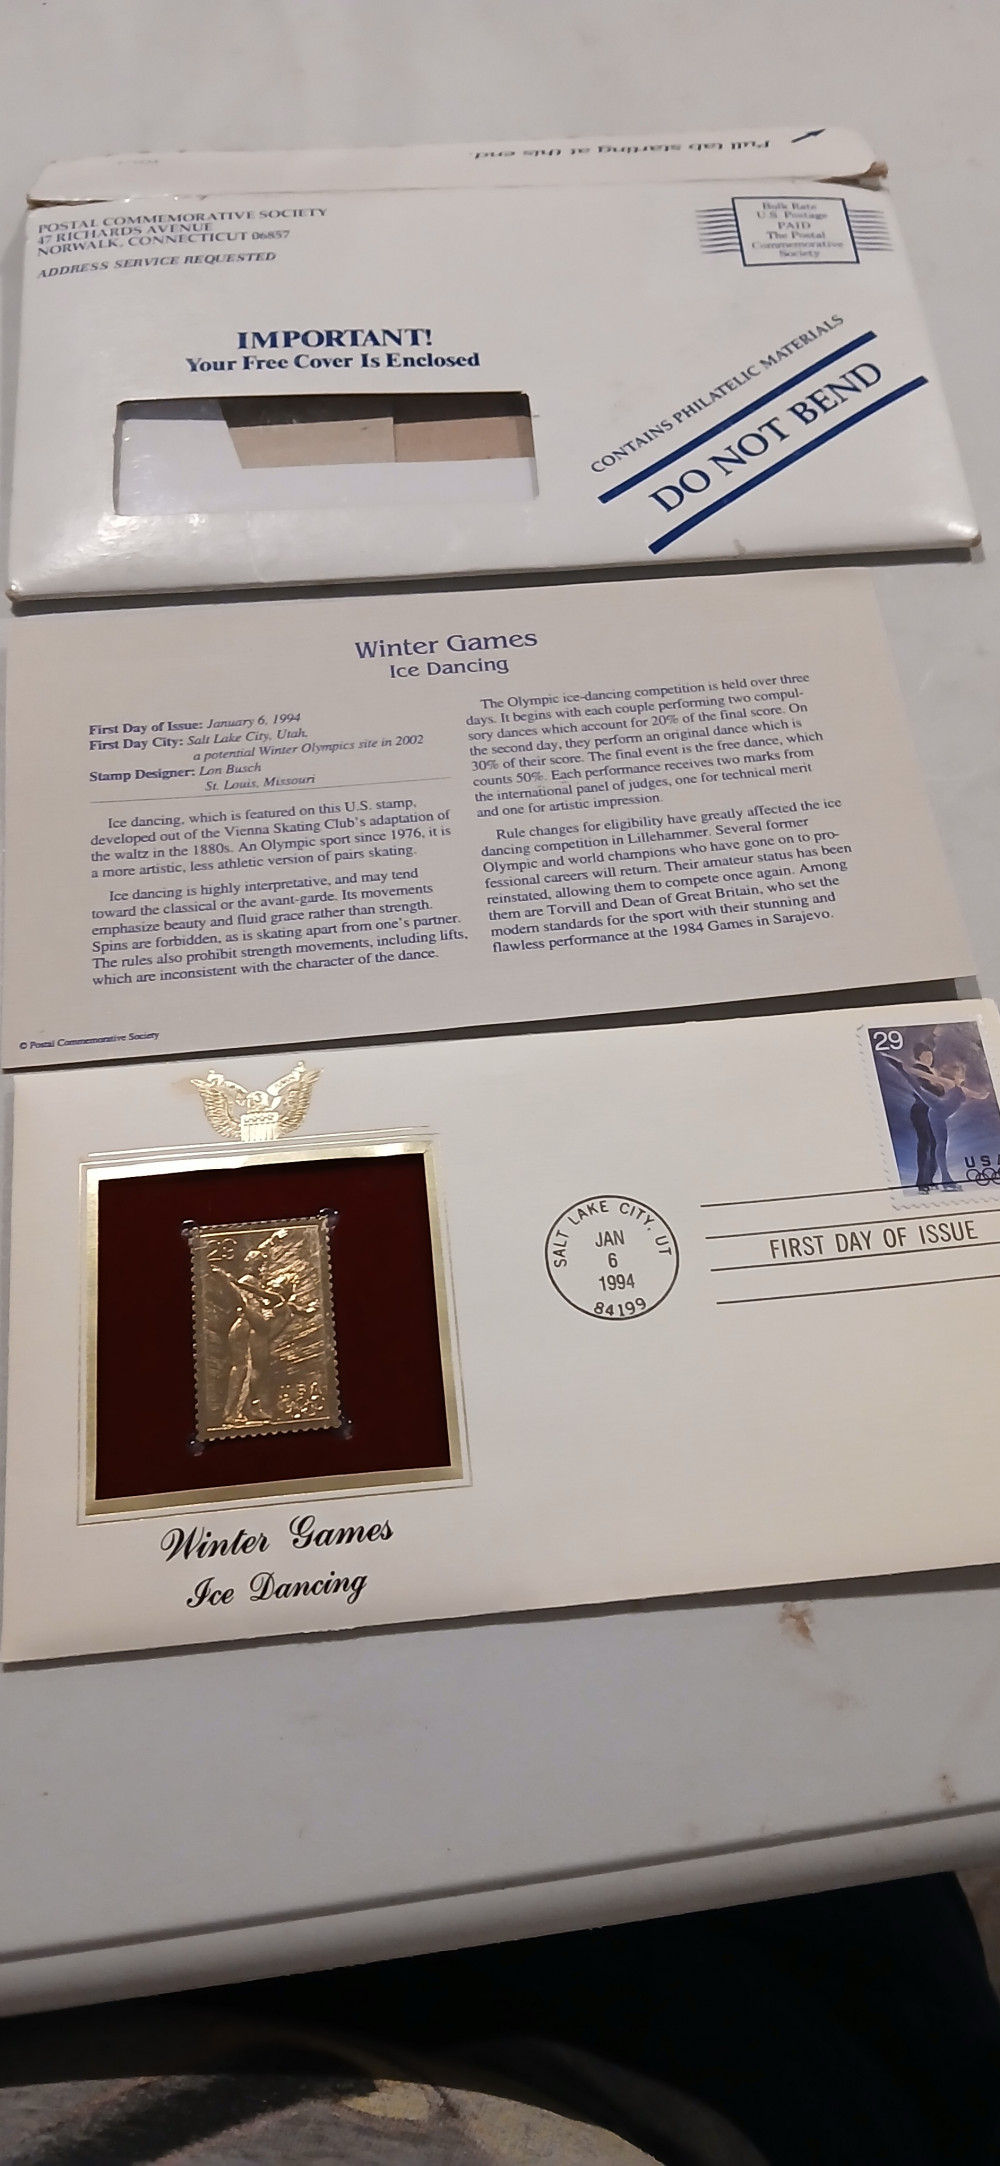 Pull tab starting at this end.
POSTAL COMMEMORATIVE SOCIETY
47 RICHARDS AVENUE
NORWALK, CONNECTICUT 06857
ADDRESS SERVICE REQUESTED
Bulk Rate
U.S. Postage
PAID
The Postal
Commemorative
Society
IMPORTANT!
Your Free Cover Is Enclosed
CONTAINS PHILATELIC MATERIALS
DO NOT BEND
Winter Games
Ice Dancing
First Day of Issue: January 6, 1994
First Day City: Salt Lake City, Utah,
a potential Winter Olympics site in 2002
Stamp Designer: Lon Busch
St. Louis, Missouri
Ice dancing, which is featured on this U.S. stamp,
developed out of the Vienna Skating Club's adaptation of
the waltz in the 1880s. An Olympic sport since 1976, it is
a more artistic, less athletic version of pairs skating.
Ice dancing is highly interpretative, and may tend
toward the classical or the avant-garde. Its movements
emphasize beauty and fluid grace rather than strength.
Spins are forbidden, as is skating apart from one's partner.
The rules also prohibit strength movements, including lifts,
which are inconsistent with the character of the dance.
The Olympic ice-dancing competition is held over three
days. It begins with each couple performing two compul-
sory dances which account for 20% of the final score. On
the second day, they perform an original dance which is
30% of their score. The final event is the free dance, which
counts 50%. Each performance receives two marks from
the international panel of judges, one for technical merit
and one for artistic impression.
Rule changes for eligibility have greatly affected the ice
dancing competition in Lillehammer. Several former
Olympic and world champions who have gone on to pro-
fessional careers will return. Their amateur status has been
reinstated, allowing them to compete once again. Among
them are Torvill and Dean of Great Britain, who set the
modern standards for the sport with their stunning and
flawless performance at the 1984 Games in Sarajevo.
© Postal Commemorative Society
29
USA
SALT LAKE CITY, UT
JAN
6
1994
84199
FIRST DAY OF ISSUE
29
USA
Winter Games
Ice Dancing